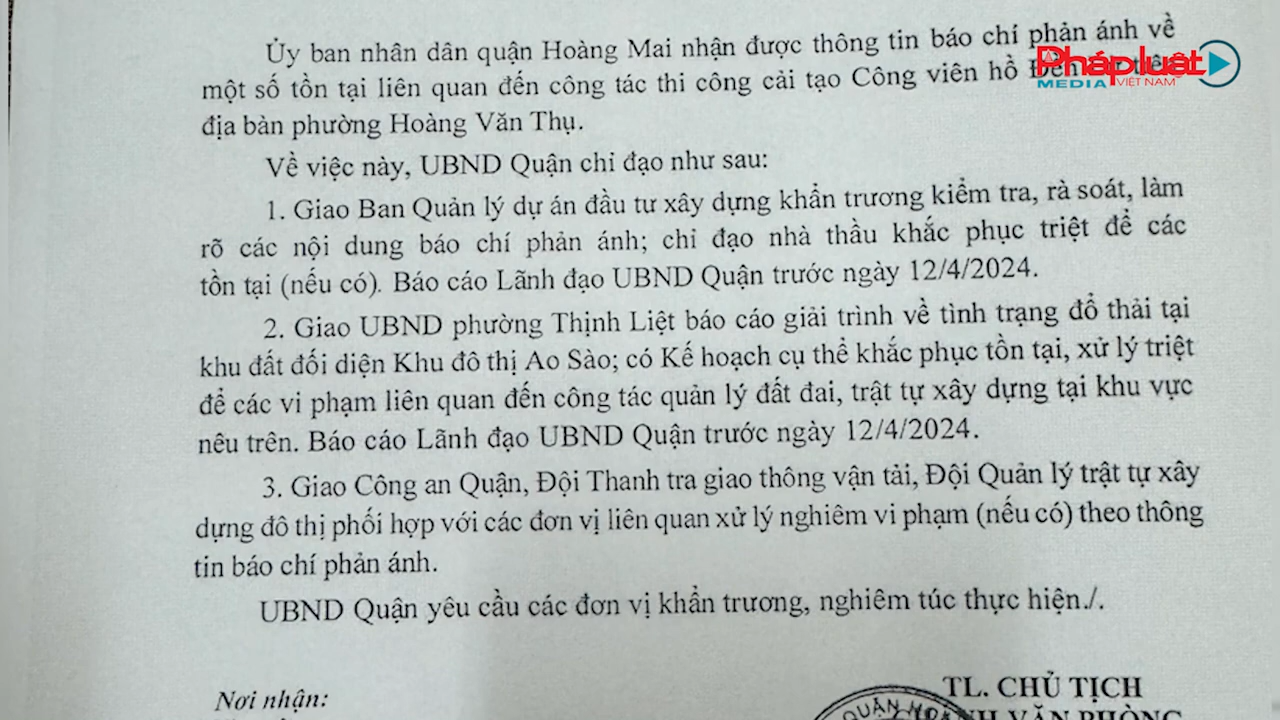 Ủy ban nhân dân quận Hoàng Mai nhận được thông tin báo chí phản ánh về
một số tồn tại liên quan đến công tác thi công cải tạo Công viên hồ Đền
Pháp luật
MEDIA VIỆT NAM
địa bàn phường Hoàng Văn Thụ.
Về việc này, UBND Quận chỉ đạo như sau:
1. Giao Ban Quản lý dự án đầu tư xây dựng khẩn trương kiểm tra, rà soát, làm
rõ các nội dung báo chí phản ánh; chỉ đạo nhà thầu khắc phục triệt để các
tồn tại (nếu có). Báo cáo Lãnh đạo UBND Quận trước ngày 12/4/2024.
2. Giao UBND phường Thịnh Liệt báo cáo giải trình về tình trạng đổ thải tại
khu đất đối diện Khu đô thị Ao Sào; có Kế hoạch cụ thể khắc phục tồn tại, xử lý triệt
để các vi phạm liên quan đến công tác quản lý đất đai, trật tự xây dựng tại khu vực
nêu trên. Báo cáo Lãnh đạo UBND Quận trước ngày 12/4/2024.
3. Giao Công an Quận, Đội Thanh tra giao thông vận tải, Đội Quản lý trật tự xây
dựng đô thị phối hợp với các đơn vị liên quan xử lý nghiêm vi phạm (nếu có) theo thông
tin báo chí phản ánh.
UBND Quận yêu cầu các đơn vị khẩn trương, nghiêm túc thực hiện./.
Nơi nhận:
TL. CHỦ TỊCH
VĂN PHÒNG
QUẬN